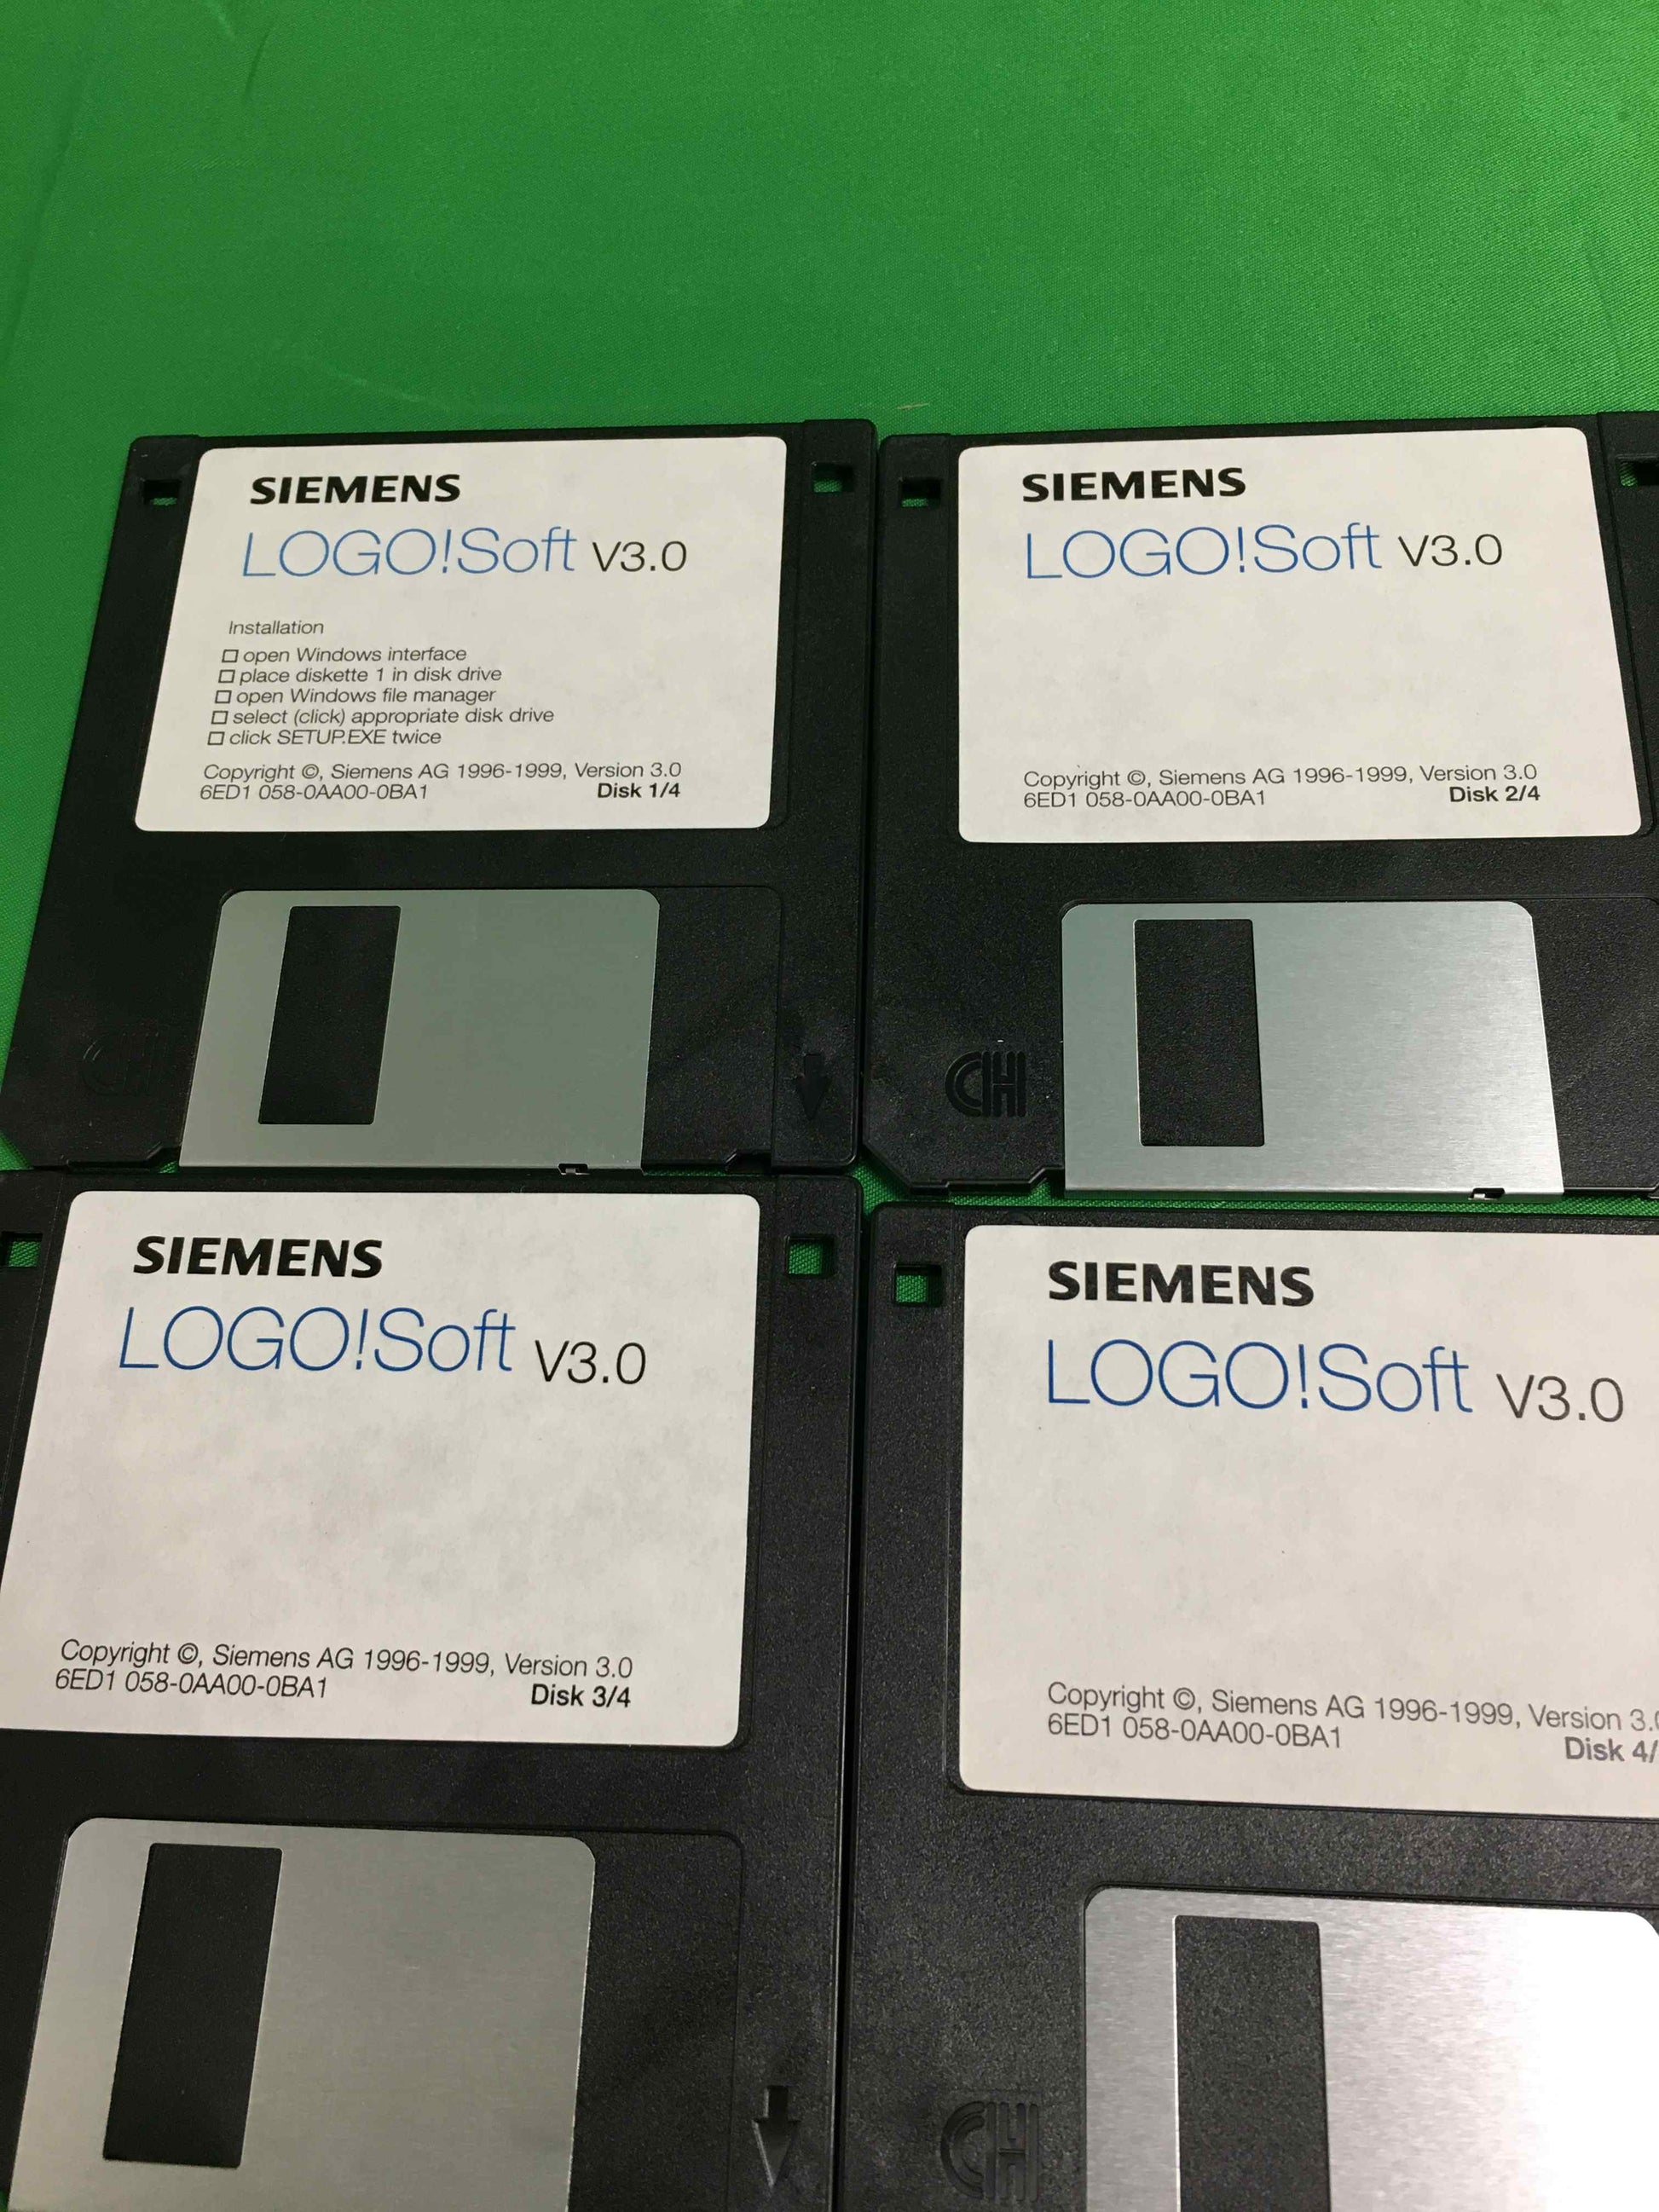 SIEMENS
LOGO!Soft V3.0
Installation
☐ open Windows interface
☐ place diskette 1 in disk drive
☐ open Windows file manager
☐ select (click) appropriate disk drive
☐ click SETUP.EXE twice
Copyright ©, Siemens AG 1996-1999, Version 3.0
6ED1 058-0AA00-0BA1 Disk 1/4
SIEMENS
LOGO!Soft V3.0
Copyright ©, Siemens AG 1996-1999, Version 3.0
6ED1 058-0AA00-0BA1 Disk 2/4
SIEMENS
LOGO!Soft V3.0
Copyright ©, Siemens AG 1996-1999, Version 3.0
6ED1 058-0AA00-0BA1 Disk 3/4
SIEMENS
LOGO!Soft V3.0
Copyright ©, Siemens AG 1996-1999, Version 3.
6ED1 058-0AA00-0BA1 Disk 4/